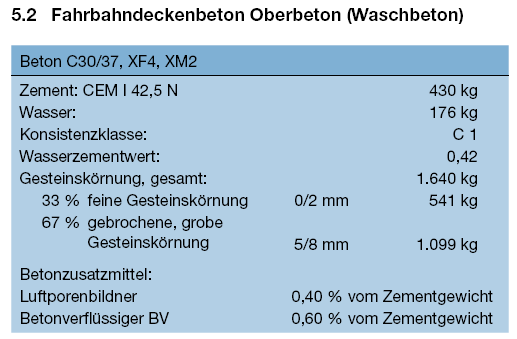 5.2 Fahrbahndeckenbeton Oberbeton (Waschbeton)
Beton C30/37, XF4, XM2
Zement: CEM I 42,5 N 430 kg
Wasser: 176 kg
Konsistenzklasse: C 1
Wasserzementwert: 0,42
Gesteinskörnung, gesamt: 1.640 kg
33 % feine Gesteinskörnung 0/2 mm 541 kg
67 % gebrochene, grobe
Gesteinskörnung 5/8 mm 1.099 kg
Betonzusatzmittel:
Luftporenbildner 0,40 % vom Zementgewicht
Betonverflüssiger BV 0,60 % vom Zementgewicht